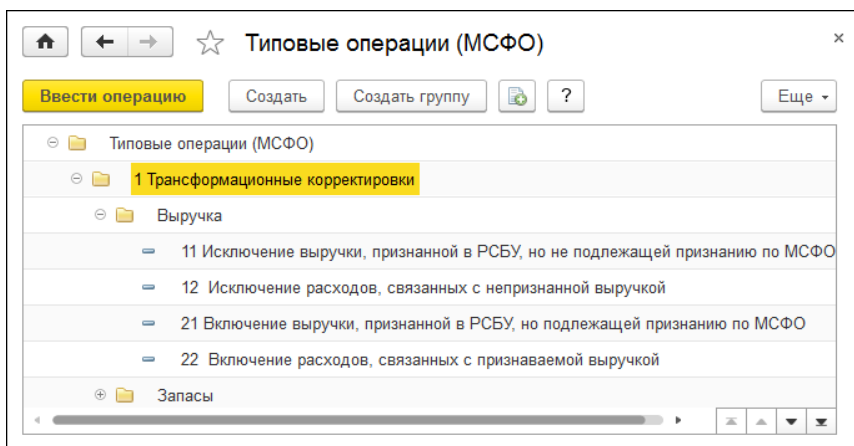 Типовые операции (МСФО)
Ввести операцию Создать Создать группу ? Еще
Типовые операции (МСФО)
1 Трансформационные корректировки
Выручка
11 Исключение выручки, признанной в РСБУ, но не подлежащей признанию по МСФО
12 Исключение расходов, связанных с непризнанной выручкой
21 Включение выручки, признанной в РСБУ, но подлежащей признанию по МСФО
22 Включение расходов, связанных с признаваемой выручкой
Запасы